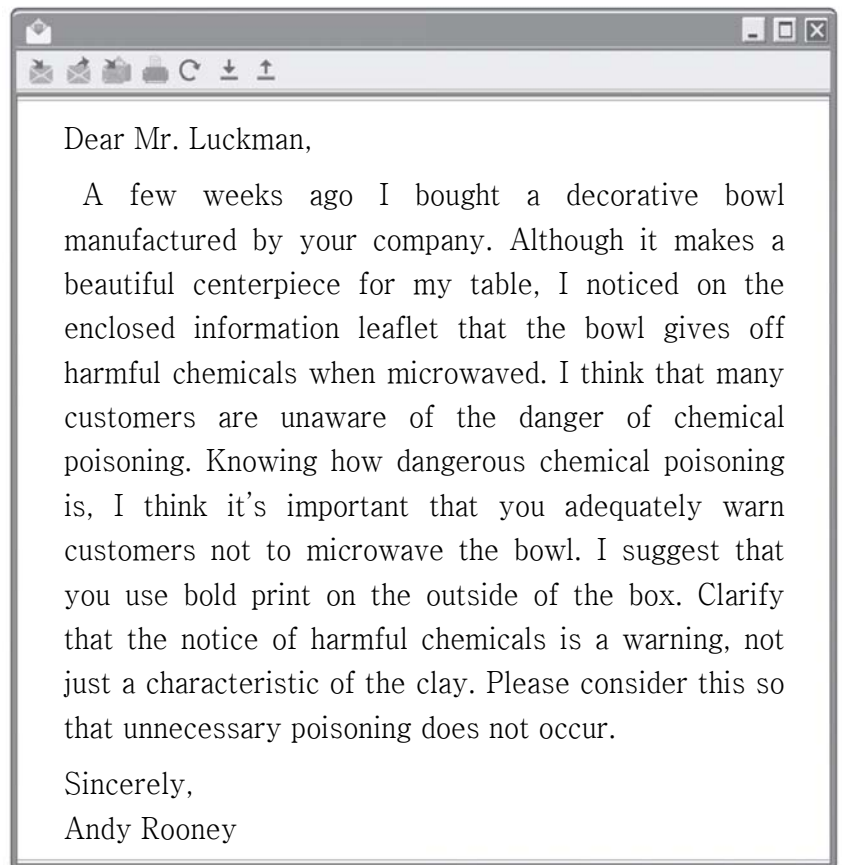 Dear Mr. Luckman,
A few weeks ago I bought a decorative bowl
manufactured by your company. Although it makes a
beautiful centerpiece for my table, I noticed on the
enclosed information leaflet that the bowl gives off
harmful chemicals when microwaved. I think that many
customers are unaware of the danger of chemical
poisoning. Knowing how dangerous chemical poisoning
is, I think it's important that you adequately warn
customers not to microwave the bowl. I suggest that
you use bold print on the outside of the box. Clarify
that the notice of harmful chemicals is a warning, not
just a characteristic of the clay. Please consider this so
that unnecessary poisoning does not occur.
Sincerely,
Andy Rooney